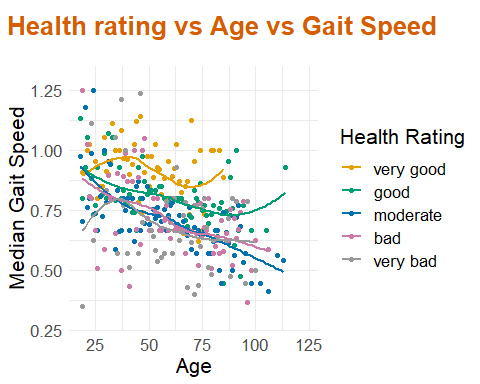 Health rating vs Age vs Gait Speed
Median Gait Speed
1.25
1.00
0.75
0.50
0.25
25 50 75 100 125
Age
Health Rating
very good
good
moderate
bad
very bad